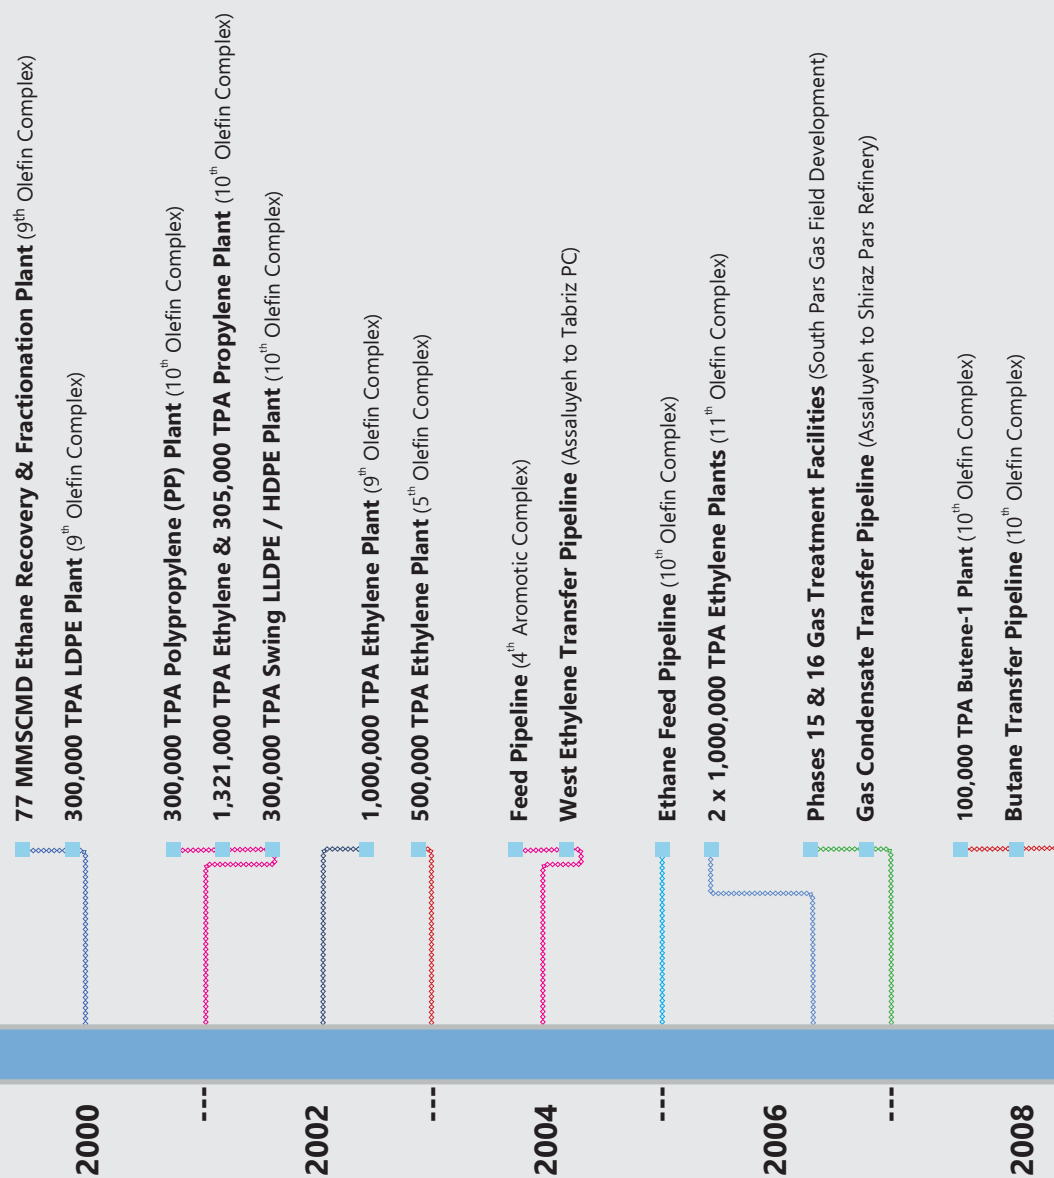 77 MMSCMD Ethane Recovery & Fractionation Plant (9th Olefin Complex)
300,000 TPA LDPE Plant (9th Olefin Complex)
300,000 TPA Polypropylene (PP) Plant (10th Olefin Complex)
1,321,000 TPA Ethylene & 305,000 TPA Propylene Plant (10th Olefin Complex)
300,000 TPA Swing LLDPE / HDPE Plant (10th Olefin Complex)
1,000,000 TPA Ethylene Plant (9th Olefin Complex)
500,000 TPA Ethylene Plant (5th Olefin Complex)
Feed Pipeline (4th Aromotic Complex)
West Ethylene Transfer Pipeline (Assaluyeh to Tabriz PC)
Ethane Feed Pipeline (10th Olefin Complex)
2 x 1,000,000 TPA Ethylene Plants (11th Olefin Complex)
Phases 15 & 16 Gas Treatment Facilities (South Pars Gas Field Development)
Gas Condensate Transfer Pipeline (Assaluyeh to Shiraz Pars Refinery)
100,000 TPA Butene-1 Plant (10th Olefin Complex)
Butane Transfer Pipeline (10th Olefin Complex)
2000
---
2002
---
2004
---
2006
---
2008